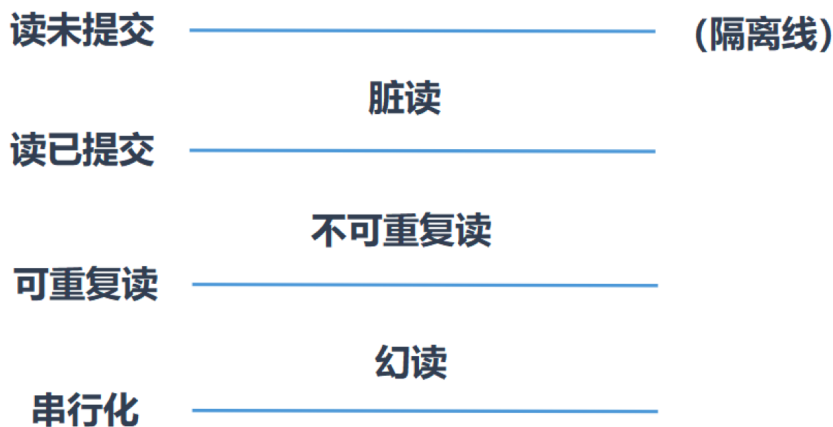 读未提交 (隔离线)
脏读
读已提交
不可重复读
可重复读
幻读
串行化